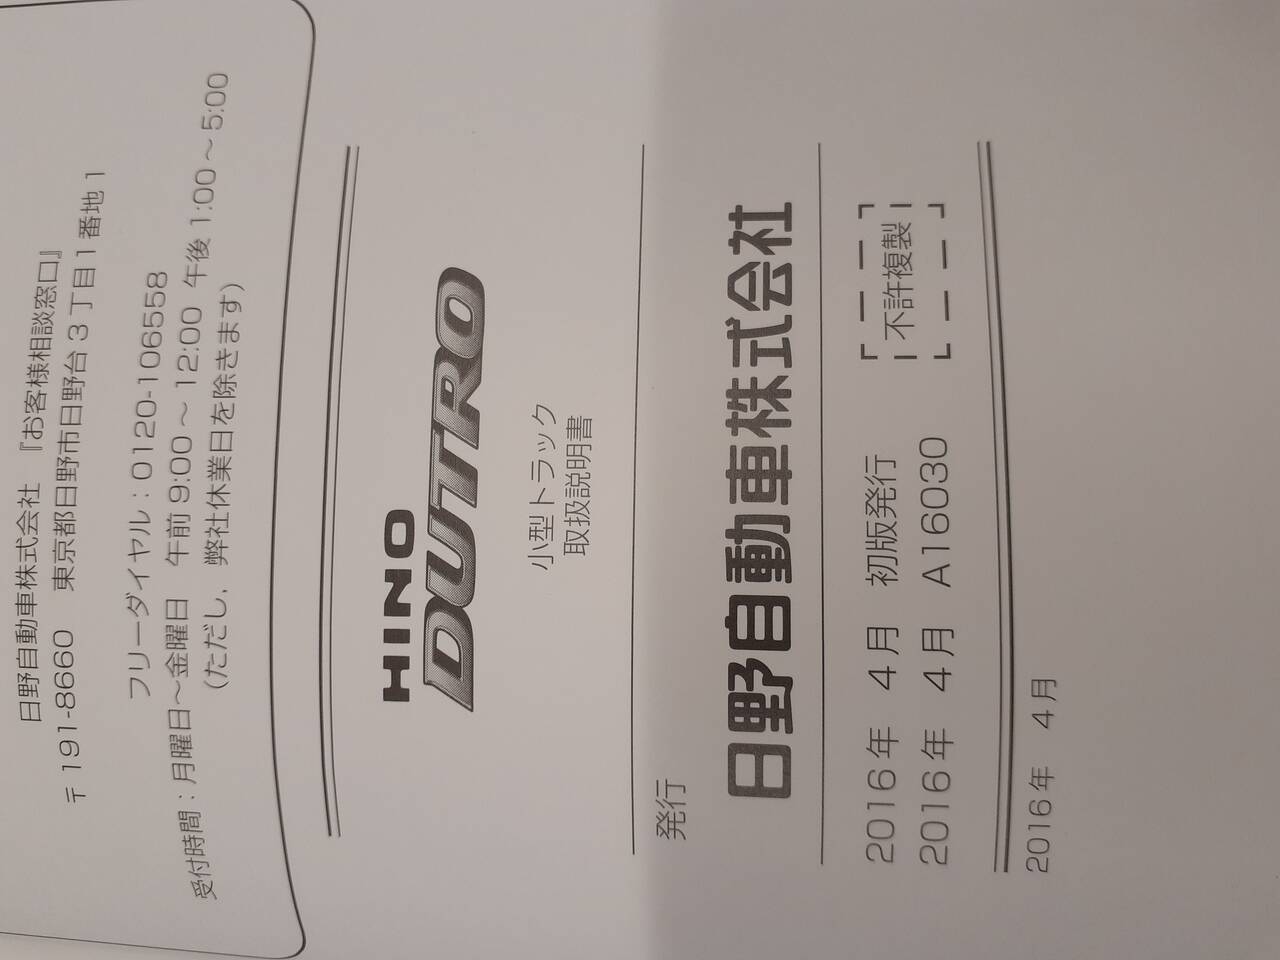 日野自動車株式会社 『お客様相談窓口』
〒191-8660 東京都日野市日野台3丁目1番地1
フリーダイヤル：0120-106558
受付時間：月曜日～金曜日 午前9:00～12:00 午後1:00～5:00
（ただし，弊社休業日を除きます）
HINO
DUTRO
小型トラック
取扱説明書
発行
日野自動車株式会社
2016年 4月 初版発行
2016年 4月 A16030
不許複製
2016年 4月